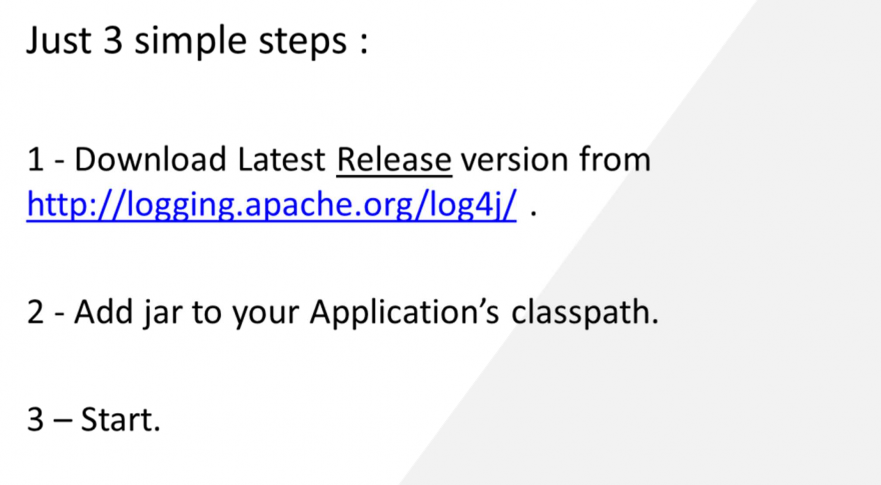 Just 3 simple steps :
1 - Download Latest Release version from
http://logging.apache.org/log4j/ .
2 - Add jar to your Application’s classpath.
3 – Start.